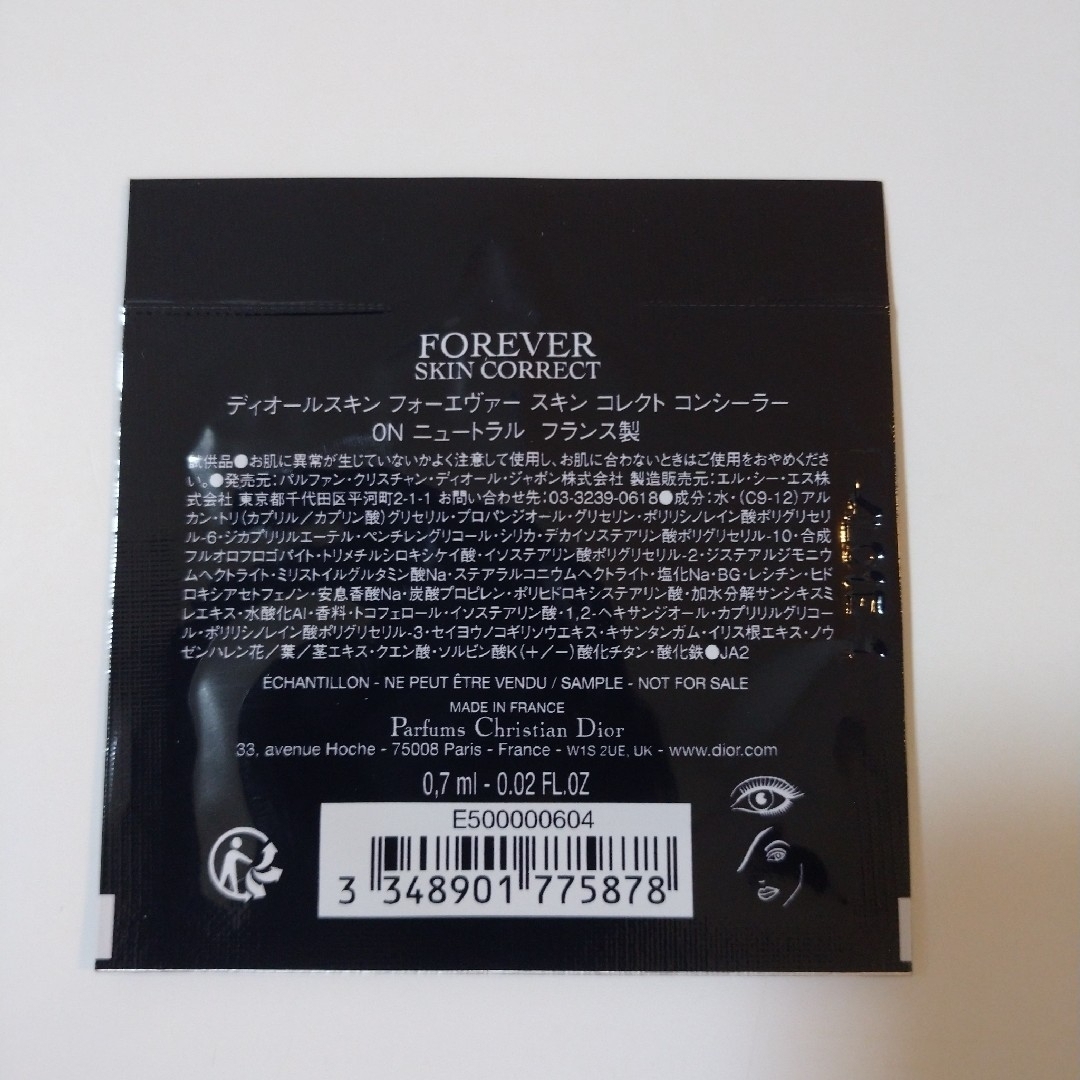 FOREVER
SKIN CORRECT
ディオールスキン フォーエヴァー スキン コレクト コンシーラー
0N ニュートラル フランス製
試供品●お肌に異常が生じていないかよく注意して使用し、お肌に合わないときはご使用をおやめくださ
い。●発売元:パルファン・クリスチャン・ディオール・ジャポン株式会社 製造販売元:エル・シー・エス株
式会社 東京都千代田区平河町2-1-1 お問い合わせ先:03-3239-0618●成分:水・(C9-12)アル
カン・トリ(カプリル/カプリン酸)グリセリル・プロパンジオール・グリセリン・ポリリシノレイン酸ポリグリセリ
ル-6・ジカプリリルエーテル・ペンチレングリコール・シリカ・デカイソステアリン酸ポリグリセリル-10・合成
フルオロフロゴパイト・トリメチルシロキシケイ酸・イソステアリン酸ポリグリセリル-2・ジステアルジモニウ
ムヘクトライト・ミリストイルグルタミン酸Na・ステアラルコニウムヘクトライト・塩化Na・BG・レシチン・ヒド
ロキシアセトフェノン・安息香酸Na・炭酸プロピレン・ポリヒドロキシステアリン酸・加水分解サンシキスミ
レエキス・水酸化Al・香料・トコフェロール・イソステアリン酸・1,2-ヘキサンジオール・カプリリルグリコー
ル・ポリリシノレイン酸ポリグリセリル-3・セイヨウノコギリソウエキス・キサンタンガム・イリス根エキス・ノウ
ゼンハレン花/葉/茎エキス・クエン酸・ソルビン酸K(+/-)酸化チタン・酸化鉄●JA2
ÉCHANTILLON - NE PEUT ÊTRE VENDU / SAMPLE - NOT FOR SALE
MADE IN FRANCE
Parfums Christian Dior
33, avenue Hoche - 75008 Paris - France - W1S 2UE, UK - www.dior.com
0,7 ml - 0.02 FL.OZ
E500000604
3 348901 775878